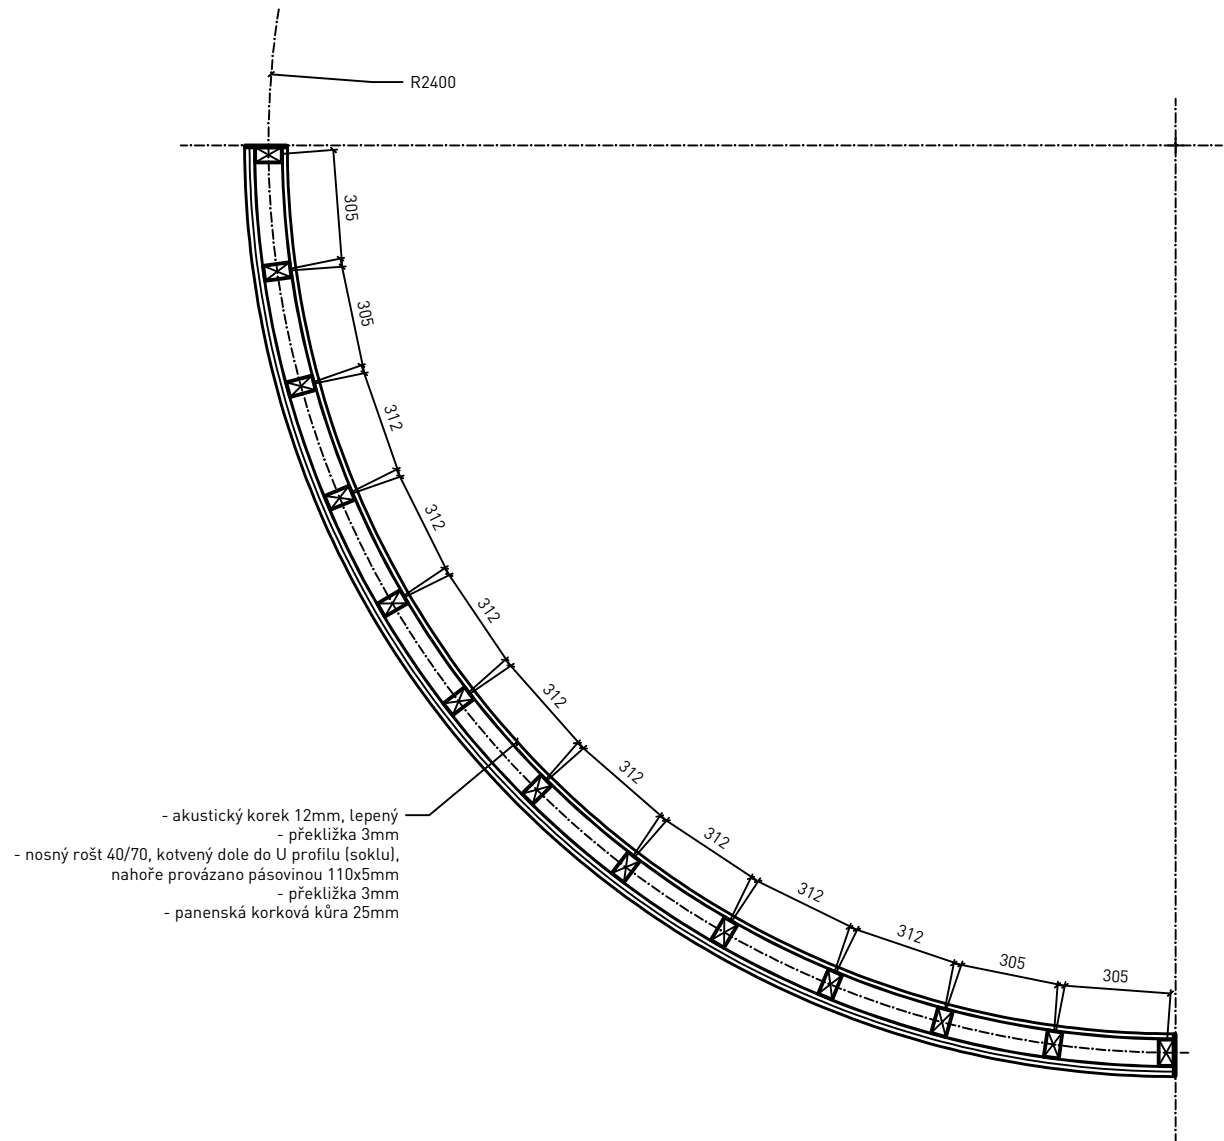 R2400
305
305
312
312
312
312
312
312
312
312
305
305
- akustický korek 12mm, lepený
- překližka 3mm
- nosný rošt 40/70, kotvený dole do U profilu (soklu),
nahoře provázano pásovinou 110x5mm
- překližka 3mm
- panenská korková kůra 25mm